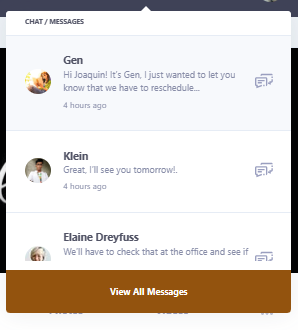 CHAT / MESSAGES
Gen
Hi Joaquin! It's Gen, I just wanted to let you
know that we have to reschedule...
4 hours ago
Klein
Great, I'll see you tomorrow!.
4 hours ago
Elaine Dreyfuss
We'll have to check that at the office and see if
View All Messages